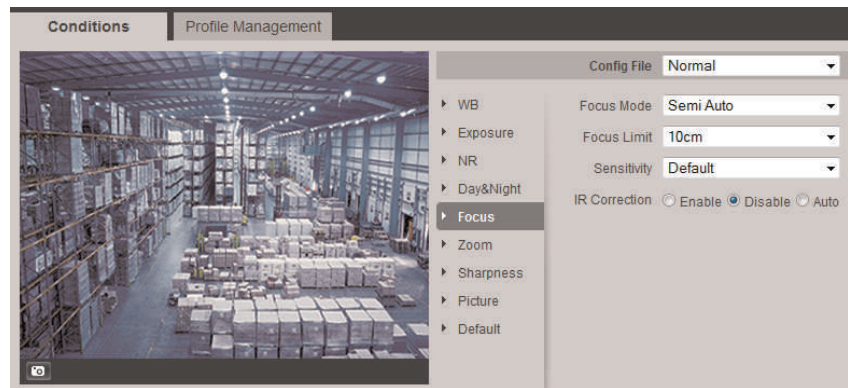 Conditions
Profile Management
Config File Normal
WB
Exposure
NR
Day&Night
Focus
Zoom
Sharpness
Picture
Default
Focus Mode Semi Auto
Focus Limit 10cm
Sensitivity Default
IR Correction Enable Disable Auto